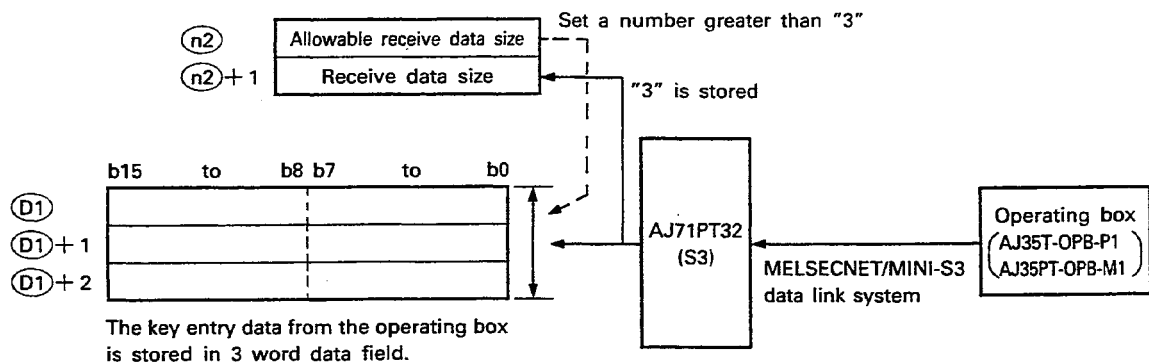 Set a number greater than "3"
n2 Allowable receive data size
n2 + 1 Receive data size
"3" is stored
b15 to b8 b7 to b0
D1
D1 + 1
D1 + 2
AJ71PT32
(S3)
MELSECNET/MINI-S3
data link system
Operating box
(AJ35T-OPB-P1
AJ35PT-OPB-M1)
The key entry data from the operating box
is stored in 3 word data field.